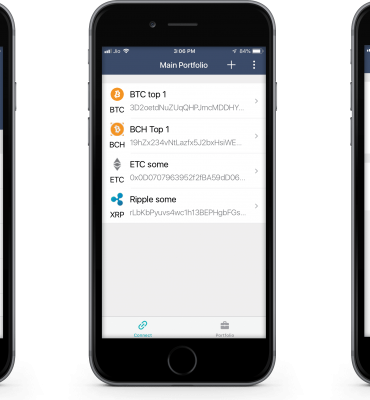 Jio 3:06 PM 84%
Main Portfolio
BTC top 1
BTC 3D2oetdNuZUqQHPJmcMDDHY...
BCH Top 1
BCH 19hZx234vNtLazfx5J2bxHsiWE...
ETC some
ETC 0x0D0707963952f2fBA59dD06...
Ripple some
XRP rLbKbPyuvs4wc1h13BEPHgbFGs...
Connect Portfolio